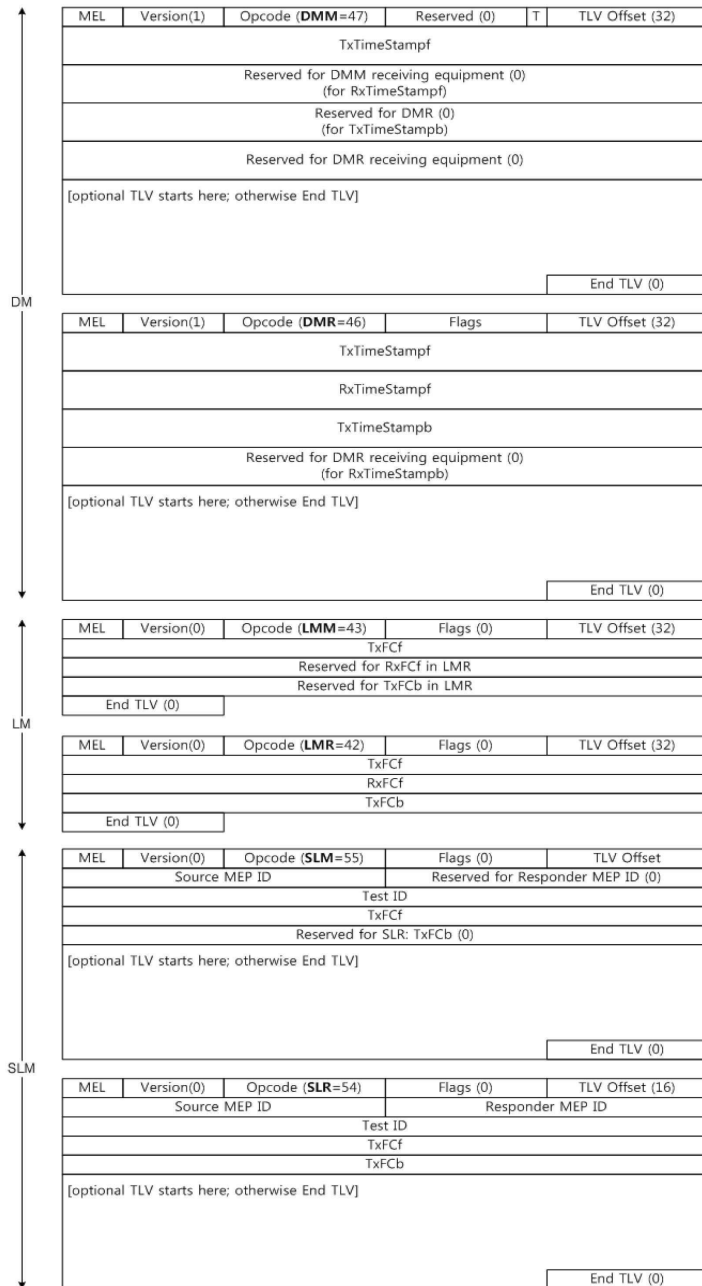 MEL Version(1) Opcode (DMM=47) Reserved (0) T TLV Offset (32)
TxTimeStampf
Reserved for DMM receiving equipment (0)
(for RxTimeStampf)
Reserved for DMR (0)
(for TxTimeStampb)
Reserved for DMR receiving equipment (0)
[optional TLV starts here; otherwise End TLV]
End TLV (0)
DM
MEL Version(1) Opcode (DMR=46) Flags TLV Offset (32)
TxTimeStampf
RxTimeStampf
TxTimeStampb
Reserved for DMR receiving equipment (0)
(for RxTimeStampb)
[optional TLV starts here; otherwise End TLV]
End TLV (0)
MEL Version(0) Opcode (LMM=43) Flags (0) TLV Offset (32)
TxFCf
Reserved for RxFCf in LMR
Reserved for TxFCb in LMR
End TLV (0)
LM
MEL Version(0) Opcode (LMR=42) Flags (0) TLV Offset (32)
TxFCf
RxFCf
TxFCb
End TLV (0)
MEL Version(0) Opcode (SLM=55) Flags (0) TLV Offset
Source MEP ID Reserved for Responder MEP ID (0)
Test ID
TxFCf
Reserved for SLR: TxFCb (0)
[optional TLV starts here; otherwise End TLV]
End TLV (0)
SLM
MEL Version(0) Opcode (SLR=54) Flags (0) TLV Offset (16)
Source MEP ID Responder MEP ID
Test ID
TxFCf
TxFCb
[optional TLV starts here; otherwise End TLV]
End TLV (0)